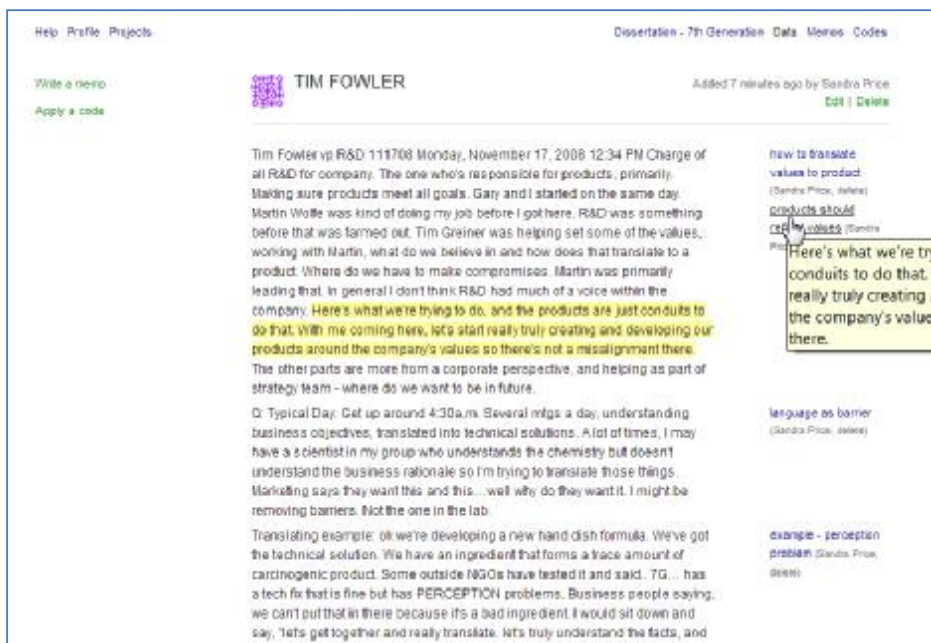 Help Profile Projects
Dissertation - 7th Generation Data Memos Codes
Write a memo
Apply a code
TIM FOWLER
Added 7 minutes ago by Sandra Price
Edit | Delete
Tim Fowler vp R&D 111708 Monday, November 17, 2008 12:34 PM Charge of
all R&D for company. The one who's responsible for products, primarily.
Making sure products meet all goals. Gary and I started on the same day.
Martin Wolfe was kind of doing my job before I got here. R&D was something
before that was farmed out. Tim Greiner was helping set some of the values,
working with Martin, what do we believe in and how does that translate to a
product. Where do we have to make compromises. Martin was primarily
leading that. In general I don't think R&D had much of a voice within the
company. Here's what we're trying to do, and the products are just conduits to
do that. With me coming here, let's start really truly creating and developing our
products around the company's values so there's not a misalignment there.
The other parts are more from a corporate perspective, and helping as part of
strategy team - where do we want to be in future.
how to translate
values to product
(Sandra Price, delete)
products should
values (Sandra
Here's what we're try
conduits to do that.
really truly creating
the company's value
there.
Q: Typical Day: Get up around 4:30a.m. Several mtgs a day, understanding
business objectives, translated into technical solutions. A lot of times, I may
have a scientist in my group who understands the chemistry but doesn't
understand the business rationale so I'm trying to translate those things.
Marketing says they want this and this...well why do they want it. I might be
removing barriers. Not the one in the lab.
language as barrier
(Sandra Price, delete)
Translating example: ok we're developing a new hand dish formula. We've got
the technical solution. We have an ingredient that forms a trace amount of
carcinogenic product. Some outside NGOs have tested it and said.. 7G... has
a tech fix that is fine but has PERCEPTION problems. Business people saying,
we can't put that in there because it's a bad ingredient. I would sit down and
say, "let's get together and really translate. let's truly understand the facts, and
example - perception
problem (Sandra Price,
delete)